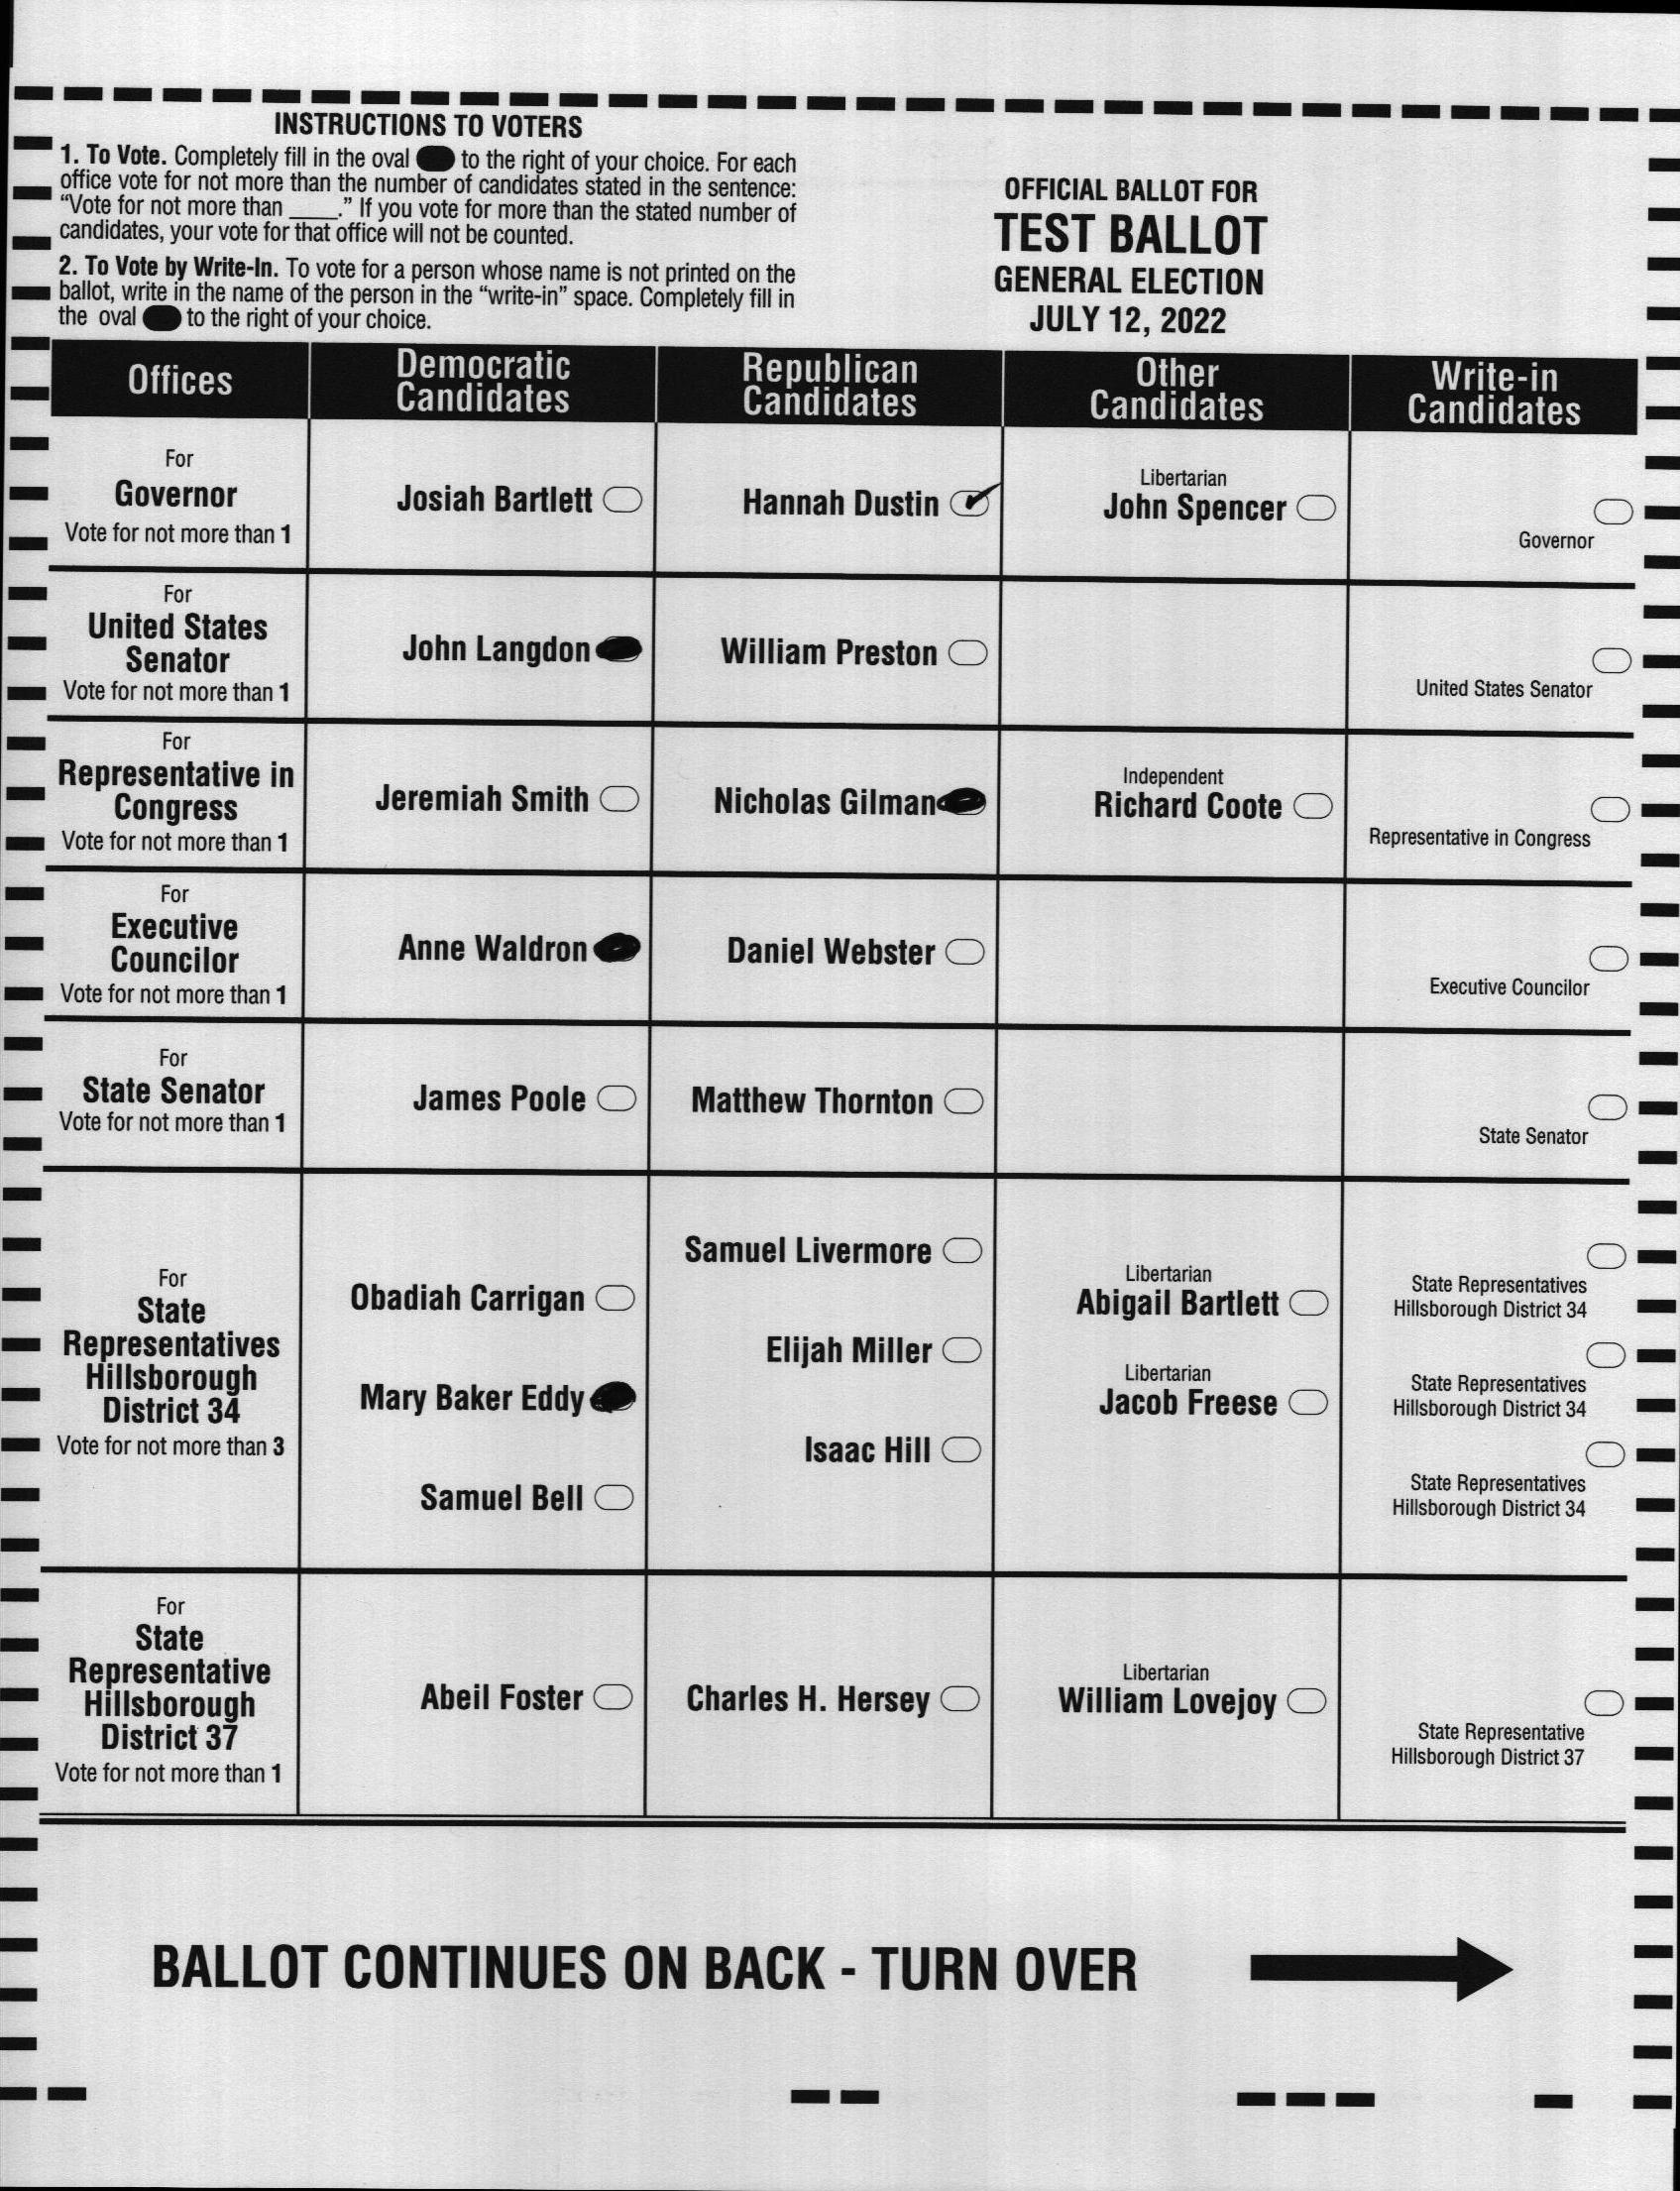 INSTRUCTIONS TO VOTERS
1. To Vote. Completely fill in the oval to the right of your choice. For each
office vote for not more than the number of candidates stated in the sentence:
“Vote for not more than ____.” If you vote for more than the stated number of
candidates, your vote for that office will not be counted.
2. To Vote by Write-In. To vote for a person whose name is not printed on the
ballot, write in the name of the person in the “write-in” space. Completely fill in
the oval to the right of your choice.
OFFICIAL BALLOT FOR
TEST BALLOT
GENERAL ELECTION
JULY 12, 2022
Offices
Democratic
Candidates
Republican
Candidates
Other
Candidates
Write-in
Candidates
For
Governor
Vote for not more than 1
Josiah Bartlett
Hannah Dustin
Libertarian
John Spencer
Governor
For
United States
Senator
Vote for not more than 1
John Langdon
William Preston
United States Senator
For
Representative in
Congress
Vote for not more than 1
Jeremiah Smith
Nicholas Gilman
Independent
Richard Coote
Representative in Congress
For
Executive
Councilor
Vote for not more than 1
Anne Waldron
Daniel Webster
Executive Councilor
For
State Senator
Vote for not more than 1
James Poole
Matthew Thornton
State Senator
For
State
Representatives
Hillsborough
District 34
Vote for not more than 3
Obadiah Carrigan
Mary Baker Eddy
Samuel Bell
Samuel Livermore
Elijah Miller
Isaac Hill
Libertarian
Abigail Bartlett
Libertarian
Jacob Freese
State Representatives
Hillsborough District 34
State Representatives
Hillsborough District 34
State Representatives
Hillsborough District 34
For
State
Representative
Hillsborough
District 37
Vote for not more than 1
Abeil Foster
Charles H. Hersey
Libertarian
William Lovejoy
State Representative
Hillsborough District 37
BALLOT CONTINUES ON BACK - TURN OVER